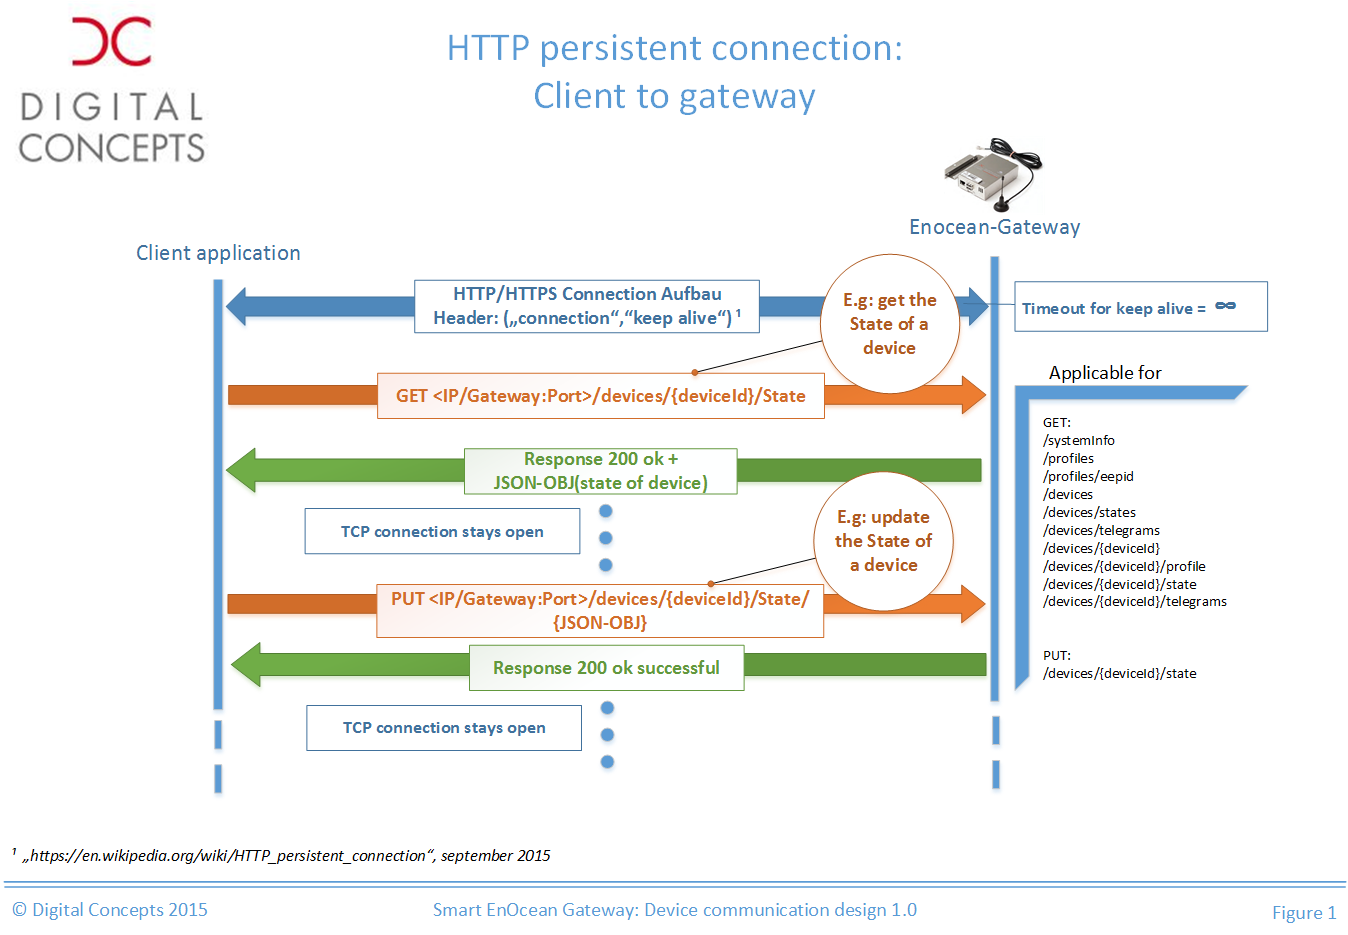 DIGITAL
CONCEPTS
HTTP persistent connection:
Client to gateway
Enocean-Gateway
Client application
HTTP/HTTPS Connection Aufbau
Header: („connection“,“keep alive“) ¹
E.g: get the
State of a
device
Timeout for keep alive = ∞
GET <IP/Gateway:Port>/devices/{deviceId}/State
Applicable for
GET:
/systemInfo
/profiles
/profiles/eepid
/devices
/devices/states
/devices/telegrams
/devices/{deviceId}
/devices/{deviceId}/profile
/devices/{deviceId}/state
/devices/{deviceId}/telegrams
PUT:
/devices/{deviceId}/state
Response 200 ok +
JSON-OBJ(state of device)
TCP connection stays open
E.g: update
the State of
a device
PUT <IP/Gateway:Port>/devices/{deviceId}/State/
{JSON-OBJ}
Response 200 ok successful
TCP connection stays open
¹ „https://en.wikipedia.org/wiki/HTTP_persistent_connection“, september 2015
© Digital Concepts 2015
Smart EnOcean Gateway: Device communication design 1.0
Figure 1